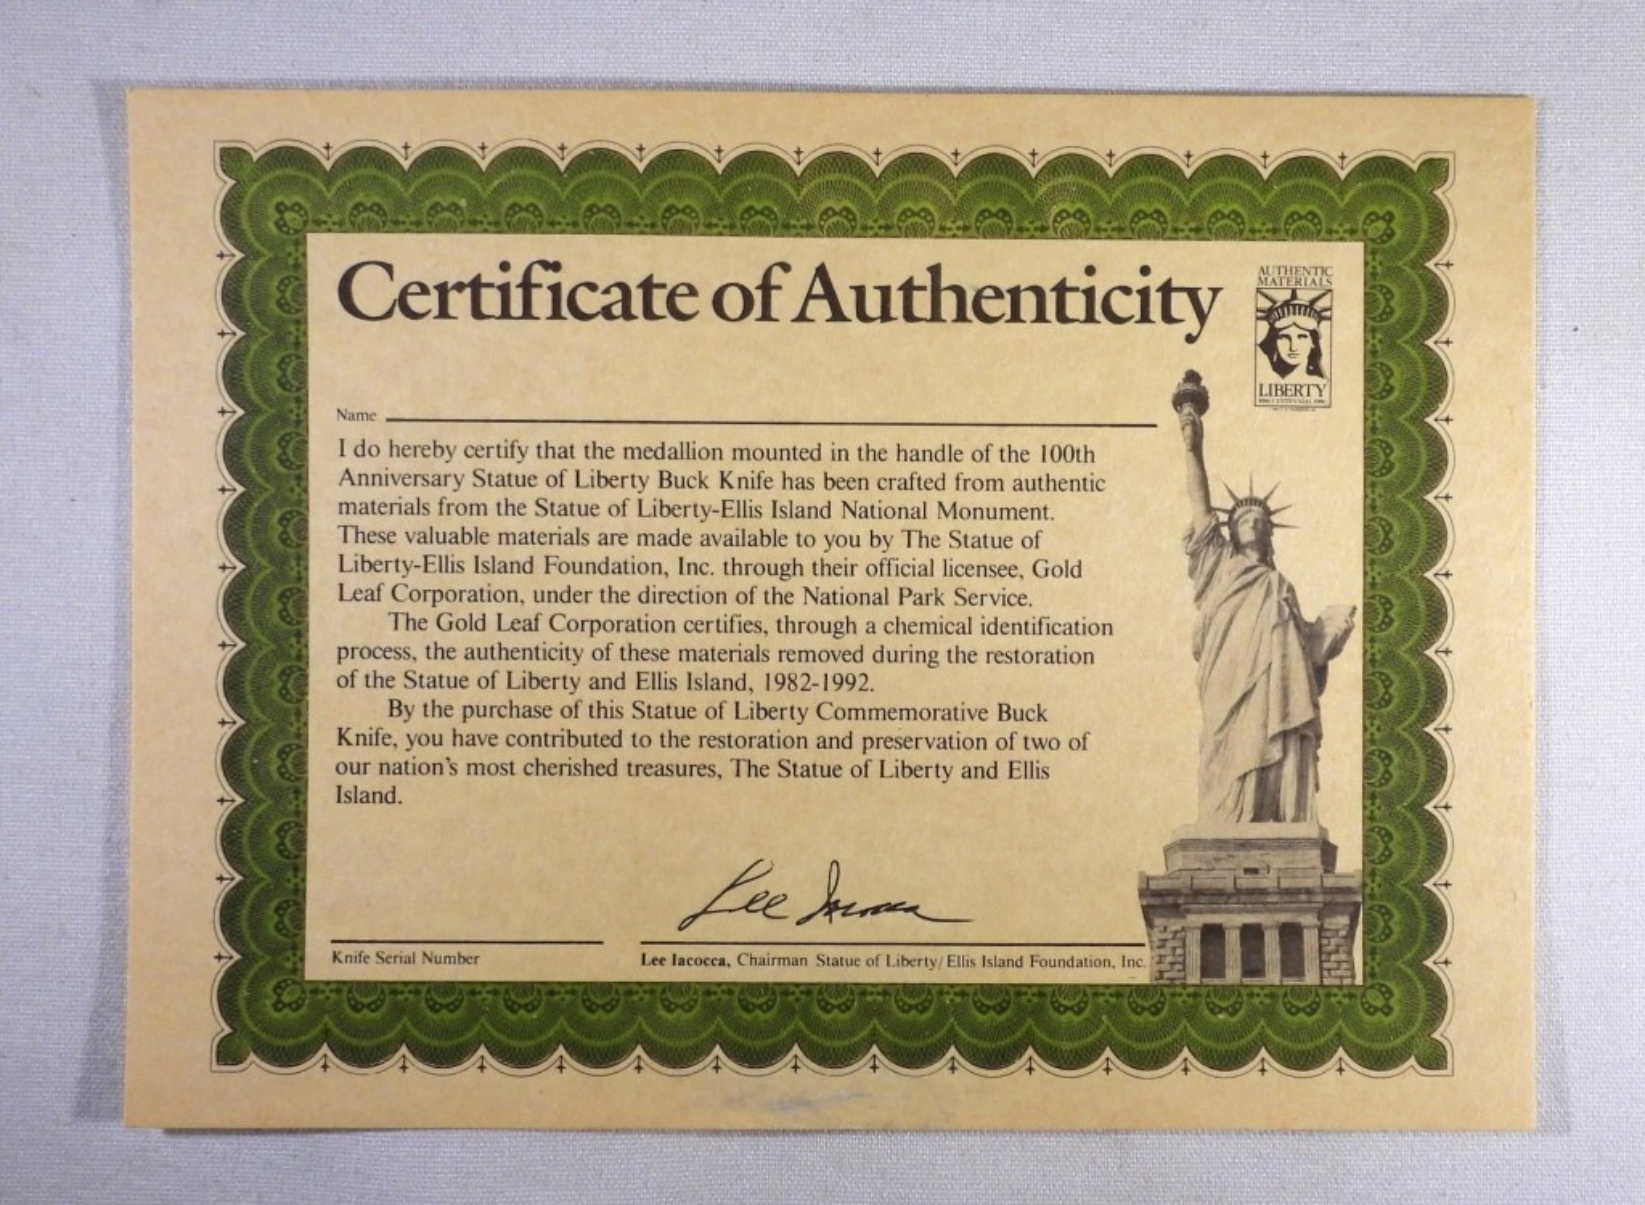 Certificate of Authenticity
AUTHENTIC
MATERIALS
LIBERTY
Name
I do hereby certify that the medallion mounted in the handle of the 100th
Anniversary Statue of Liberty Buck Knife has been crafted from authentic
materials from the Statue of Liberty-Ellis Island National Monument.
These valuable materials are made available to you by The Statue of
Liberty-Ellis Island Foundation, Inc. through their official licensee, Gold
Leaf Corporation, under the direction of the National Park Service.
The Gold Leaf Corporation certifies, through a chemical identification
process, the authenticity of these materials removed during the restoration
of the Statue of Liberty and Ellis Island, 1982-1992.
By the purchase of this Statue of Liberty Commemorative Buck
Knife, you have contributed to the restoration and preservation of two of
our nation's most cherished treasures, The Statue of Liberty and Ellis
Island.
Lee Iacocca
Knife Serial Number
Lee Iacocca, Chairman Statue of Liberty/Ellis Island Foundation, Inc.